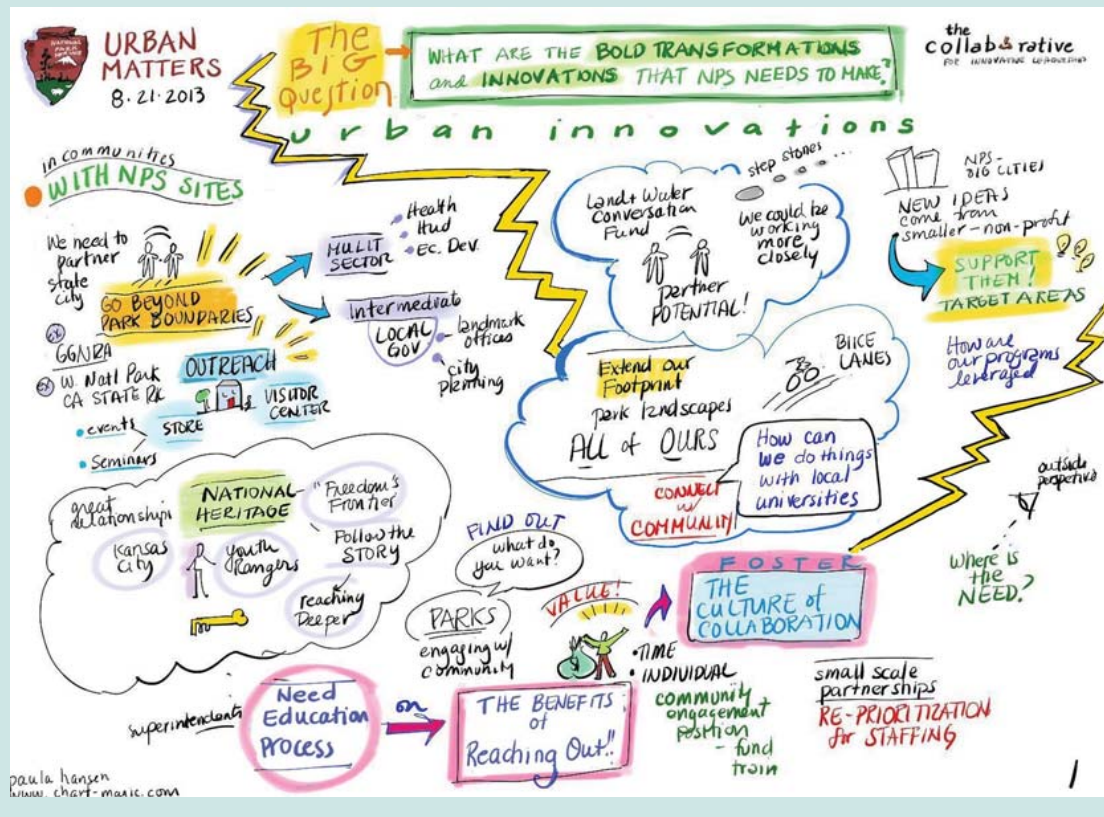 NATIONAL
PARK
SERVICE
URBAN
MATTERS
8·21·2013
The
BIG
Question
WHAT ARE THE BOLD TRANSFORMATIONS
and INNOVATIONS THAT NPS NEEDS TO MAKE?
the
collaborative
FOR INNOVATIVE LEADERSHIP
urban innovations
in communities
WITH NPS SITES
We need to
partner
state
city
GO BEYOND
PARK BOUNDARIES
ex
GGNRA
ex W. Natl Park
CA STATE PK
MULIT
SECTOR
Health
Hud
Ec. Dev.
Intermediate
LOCAL
GOV.
landmark
offices
city
planning
OUTREACH
VISITOR
CENTER
STORE
• events
• Seminars
Land + Water
Conversation
Fund
step stones ...
We could be
working
more
closely
partner
POTENTIAL!
NPS-
BIG CITIES
NEW IDEAS
come from
smaller-non-profit
SUPPORT
THEM!
TARGET AREAS
How are
our programs
leveraged
Extend our
Footprint
park landscapes
ALL of OURS
BIKE
LANES
How can
we do things
with local
universities
CONNECT
w/
COMMUNITY
outside
perspective
Where is
the
NEED?
great
relationships
NATIONAL-
HERITAGE
"Freedom's
Frontier
Kansas
City
Youth
Rangers
Follow the
STORY
reaching
Deeper
FIND OUT
what do
you want?
PARKS
engaging w/
community
VALUE!
• TIME
• INDIVIDUAL
community
engagement
position
- fund
train
FOSTER
THE
CULTURE of
COLLABORATION
small scale
partnerships
RE-PRIORITIZATION
for STAFFING
superintendents
Need
Education
Process
on
THE BENEFITS
of
Reaching Out!!
paula hansen
www.chart-magic.com
1